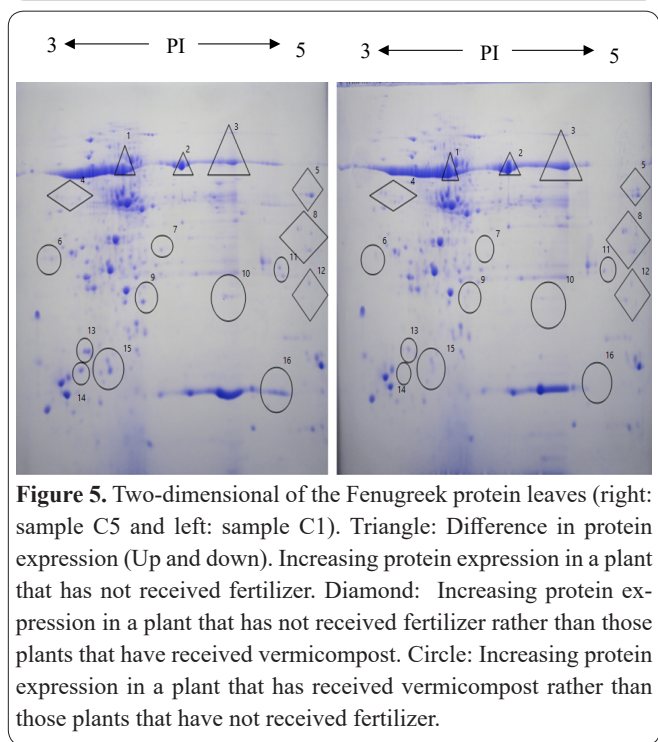 3 PI 5 3 PI 5
1 2 3 4 5 6 7 8 9 10 11 12 13 14 15 16
1 2 3 4 5 6 7 8 9 10 11 12 13 14 15 16
Figure 5. Two-dimensional of the Fenugreek protein leaves (right:
sample C5 and left: sample C1). Triangle: Difference in protein
expression (Up and down). Increasing protein expression in a plant
that has not received fertilizer. Diamond: Increasing protein ex-
pression in a plant that has not received fertilizer rather than those
plants that have received vermicompost. Circle: Increasing protein
expression in a plant that has received vermicompost rather than
those plants that have not received fertilizer.